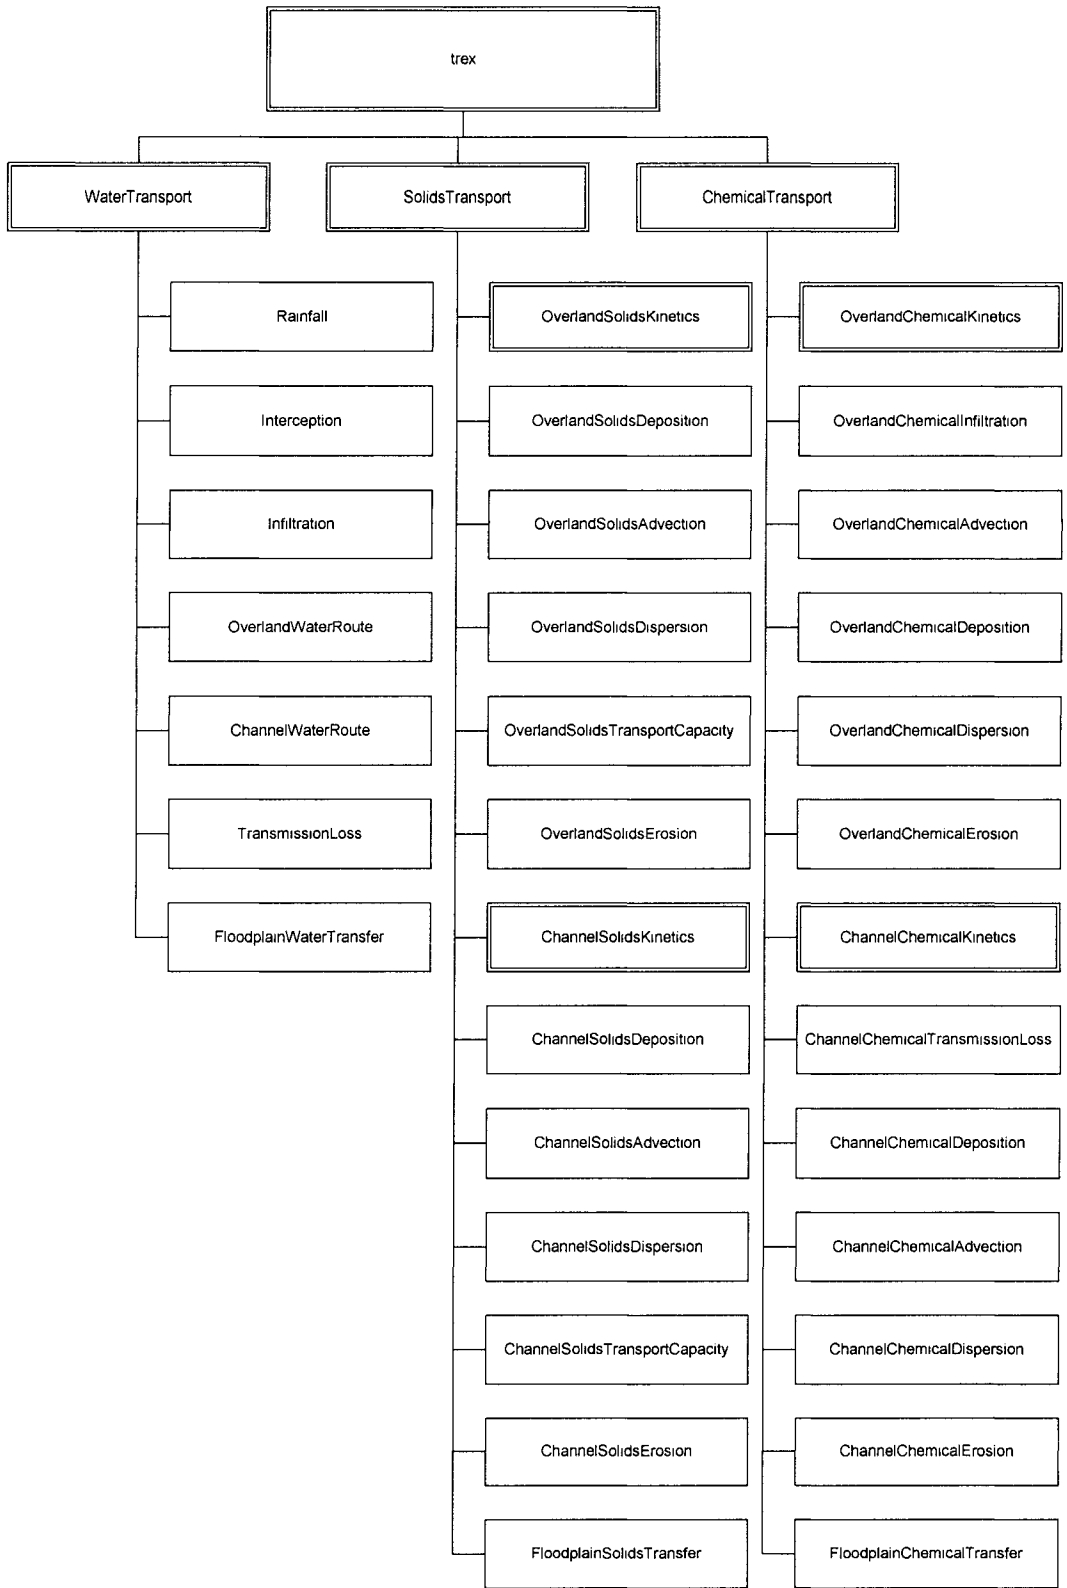 trex
WaterTransport
SolidsTransport
ChemicalTransport
Rainfall
OverlandSolidsKinetics
OverlandChemicalKinetics
Interception
OverlandSolidsDeposition
OverlandChemicalInfiltration
Infiltration
OverlandSolidsAdvection
OverlandChemicalAdvection
OverlandWaterRoute
OverlandSolidsDispersion
OverlandChemicalDeposition
ChannelWaterRoute
OverlandSolidsTransportCapacity
OverlandChemicalDispersion
TransmissionLoss
OverlandSolidsErosion
OverlandChemicalErosion
FloodplainWaterTransfer
ChannelSolidsKinetics
ChannelChemicalKinetics
ChannelSolidsDeposition
ChannelChemicalTransmissionLoss
ChannelSolidsAdvection
ChannelChemicalDeposition
ChannelSolidsDispersion
ChannelChemicalAdvection
ChannelSolidsTransportCapacity
ChannelChemicalDispersion
ChannelSolidsErosion
ChannelChemicalErosion
FloodplainSolidsTransfer
FloodplainChemicalTransfer